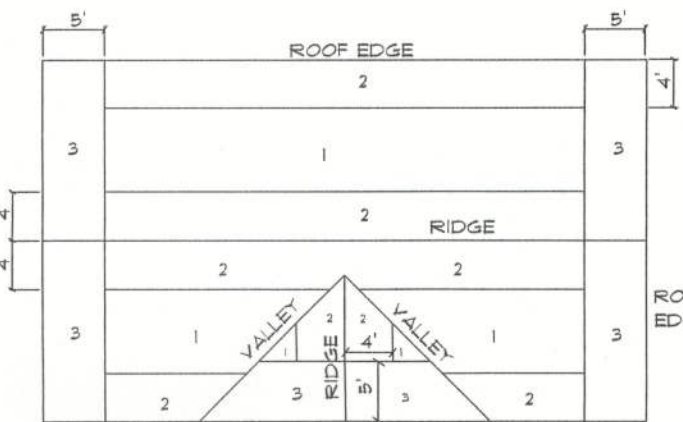 5' 5'
ROOF EDGE
2
4'
3 1 3
4
2
RIDGE
4
2 2
3 1 VALLEY 2 2 VALLEY 1 3
RO
ED
1 4' 1
RIDGE
2 3 5' 3 2